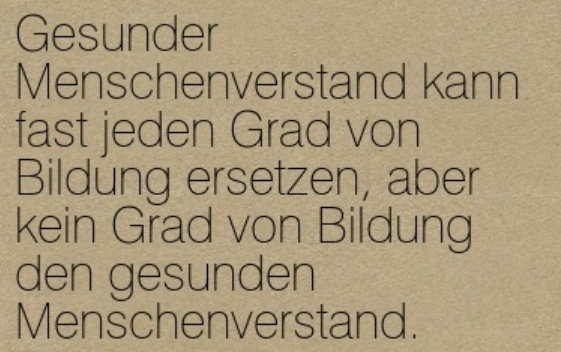 Gesunder
Menschenverstand kann
fast jeden Grad von
Bildung ersetzen, aber
kein Grad von Bildung
den gesunden
Menschenverstand.